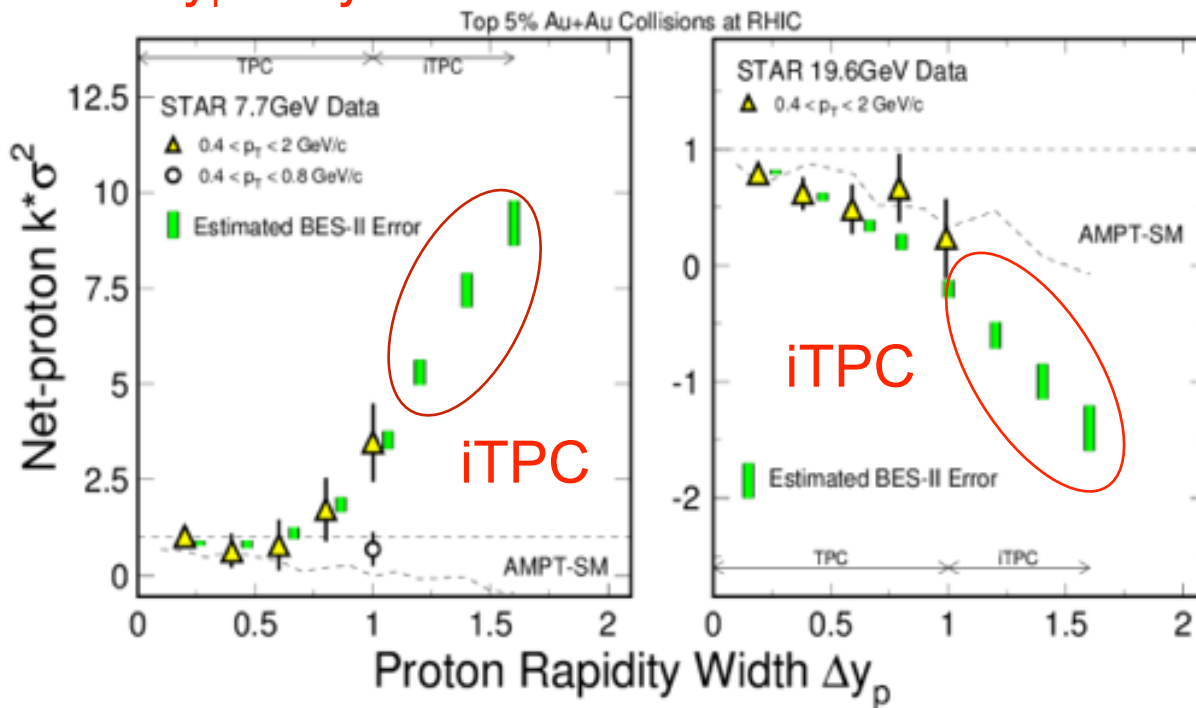 Top 5% Au+Au Collisions at RHIC
Net-proton k*σ²
TPC iTPC
STAR 7.7GeV Data
0.4 < p_T < 2 GeV/c
0.4 < p_T < 0.8 GeV/c
Estimated BES-II Error
iTPC
AMPT-SM
12.5
10
7.5
5
2.5
0
0 0.5 1 1.5 2
STAR 19.6GeV Data
0.4 < p_T < 2 GeV/c
AMPT-SM
iTPC
Estimated BES-II Error
TPC iTPC
1
0
-1
-2
0 0.5 1 1.5 2
Proton Rapidity Width Δy_p